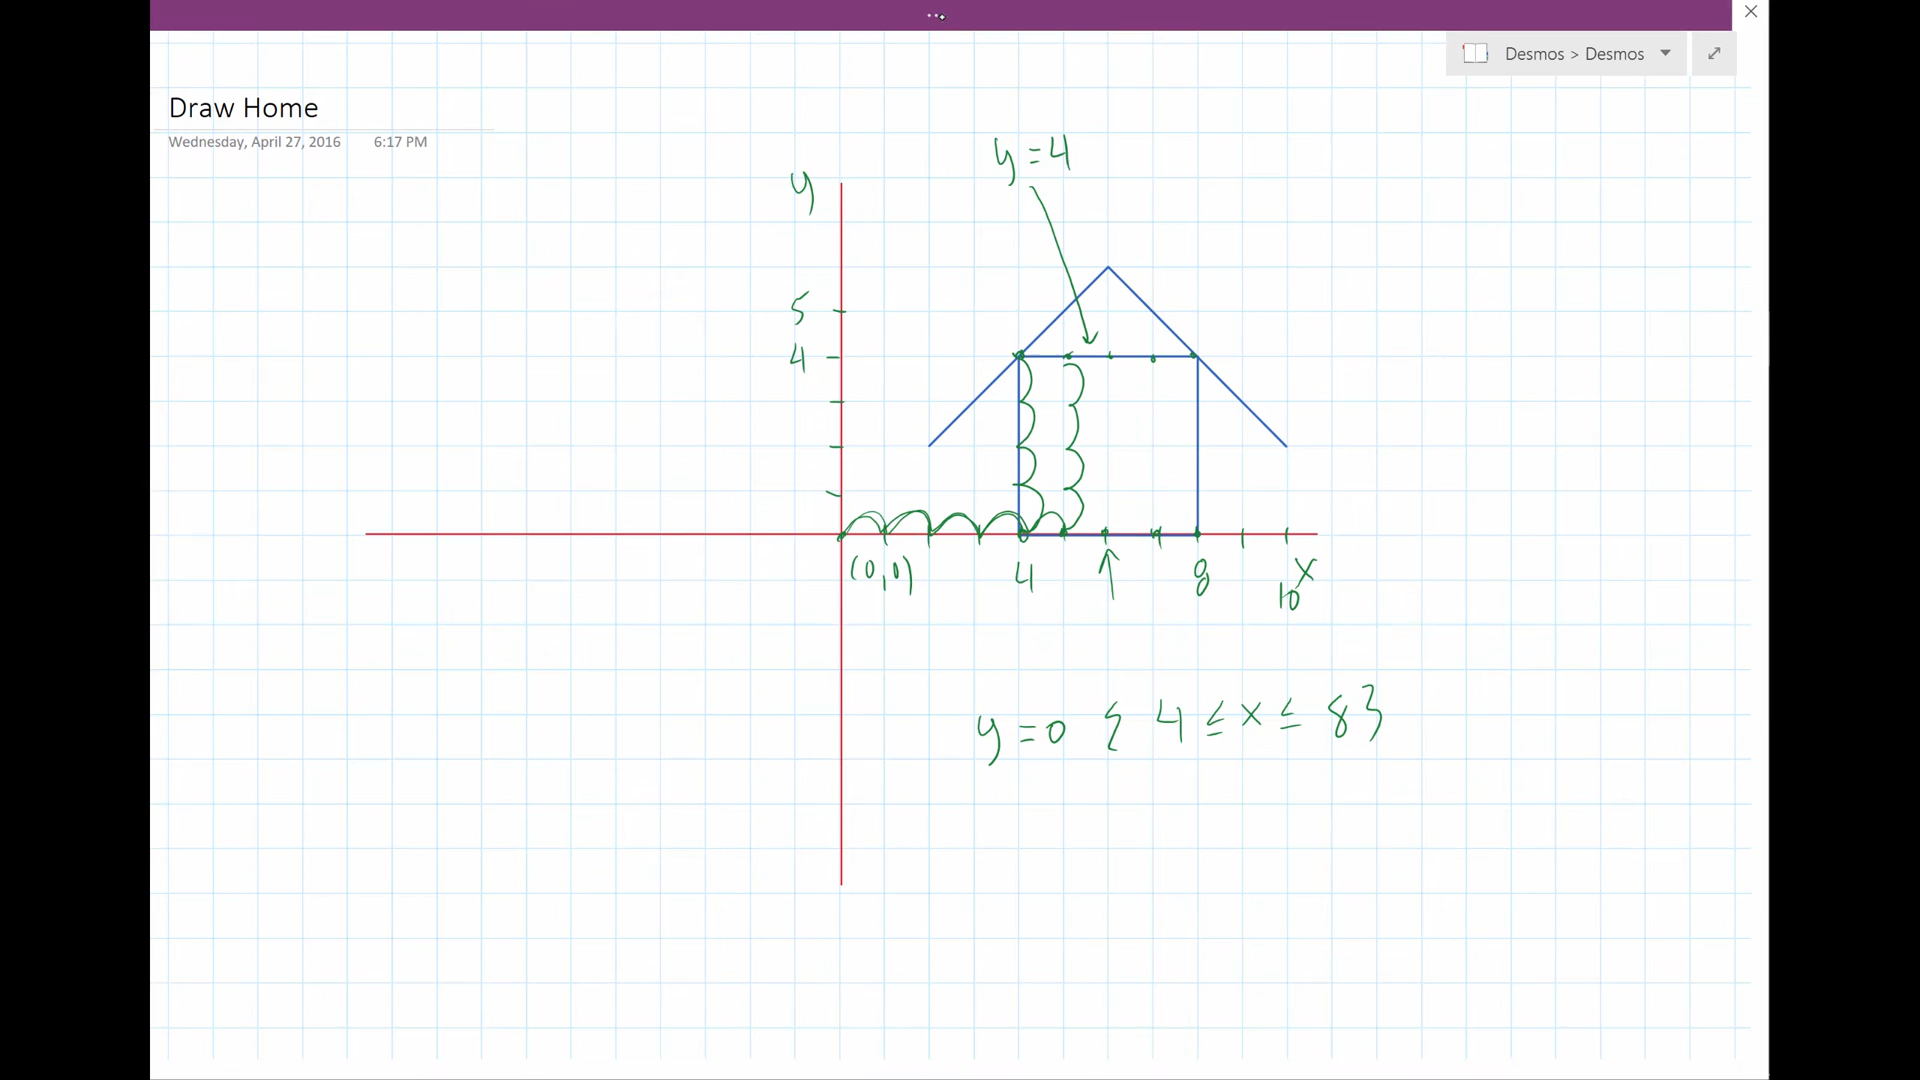 Desmos > Desmos
Draw Home
Wednesday, April 27, 2016 6:17 PM
y = 4
y
5
4
(0,0)
4
8
x
10
y = 0 { 4 ≤ x ≤ 8 }